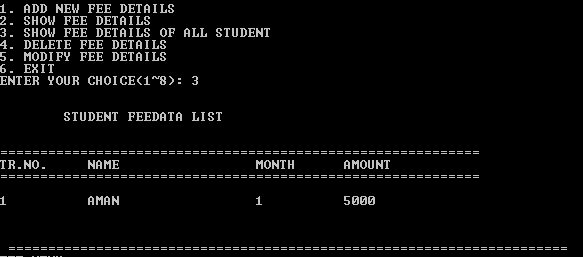 1. ADD NEW FEE DETAILS
2. SHOW FEE DETAILS
3. SHOW FEE DETAILS OF ALL STUDENT
4. DELETE FEE DETAILS
5. MODIFY FEE DETAILS
6. EXIT
ENTER YOUR CHOICE(1~8): 3
STUDENT FEEDATA LIST
============================================================
TR.NO. NAME MONTH AMOUNT
============================================================
1 AMAN 1 5000
======================================================================